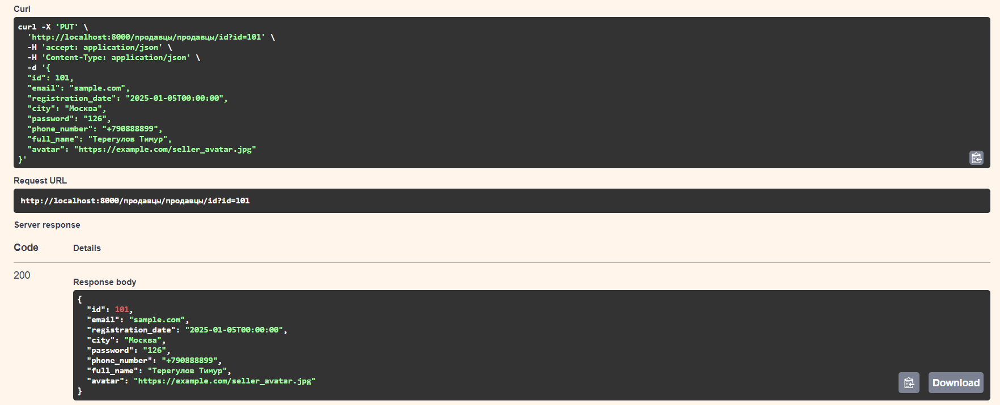 Curl
curl -X 'PUT' \
  'http://localhost:8000/продавцы/продавцы/id?id=101' \
  -H 'accept: application/json' \
  -H 'Content-Type: application/json' \
  -d '{
  "id": 101,
  "email": "sample.com",
  "registration_date": "2025-01-05T00:00:00",
  "city": "Москва",
  "password": "126",
  "phone_number": "+790888899",
  "full_name": "Терегулов Тимур",
  "avatar": "https://example.com/seller_avatar.jpg"
}'
Request URL
http://localhost:8000/продавцы/продавцы/id?id=101
Server response
Code Details
200
Response body
{
  "id": 101,
  "email": "sample.com",
  "registration_date": "2025-01-05T00:00:00",
  "city": "Москва",
  "password": "126",
  "phone_number": "+790888899",
  "full_name": "Терегулов Тимур",
  "avatar": "https://example.com/seller_avatar.jpg"
}
Download